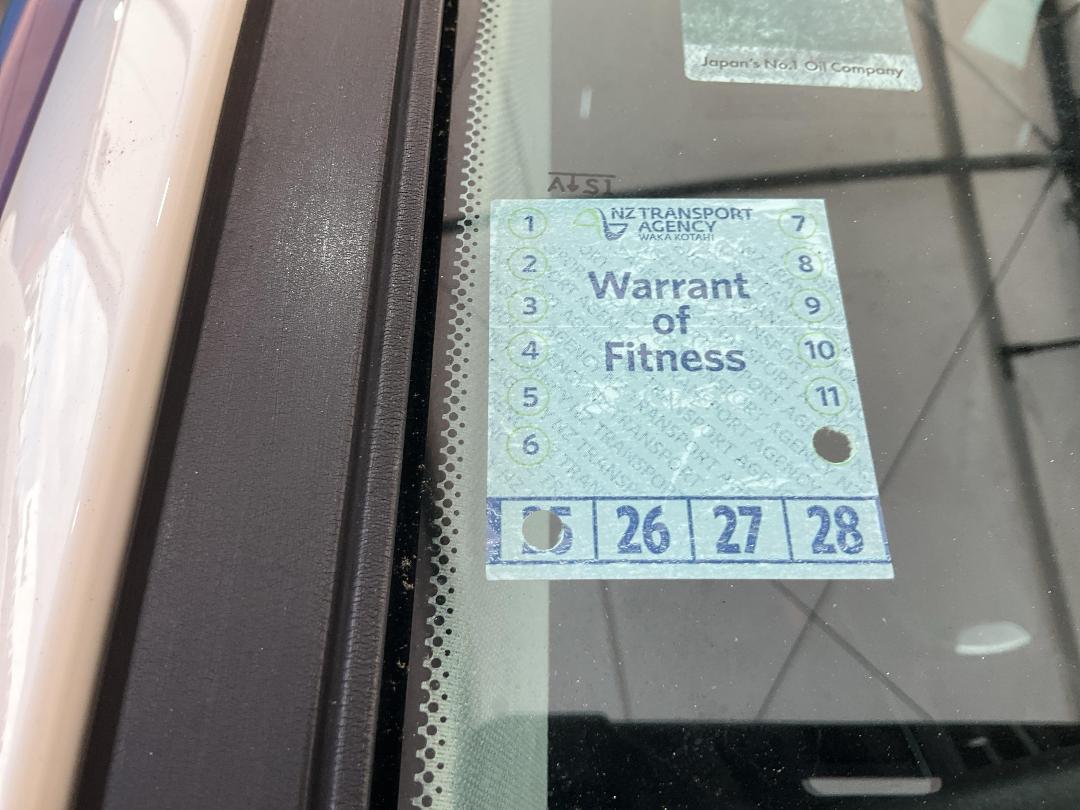 Japan's No.1 Oil Company
A↓S1
NZ TRANSPORT
AGENCY
WAKA KOTAHI
1
7
2
8
3
9
4
10
5
11
6
Warrant
of
Fitness
26
27
28